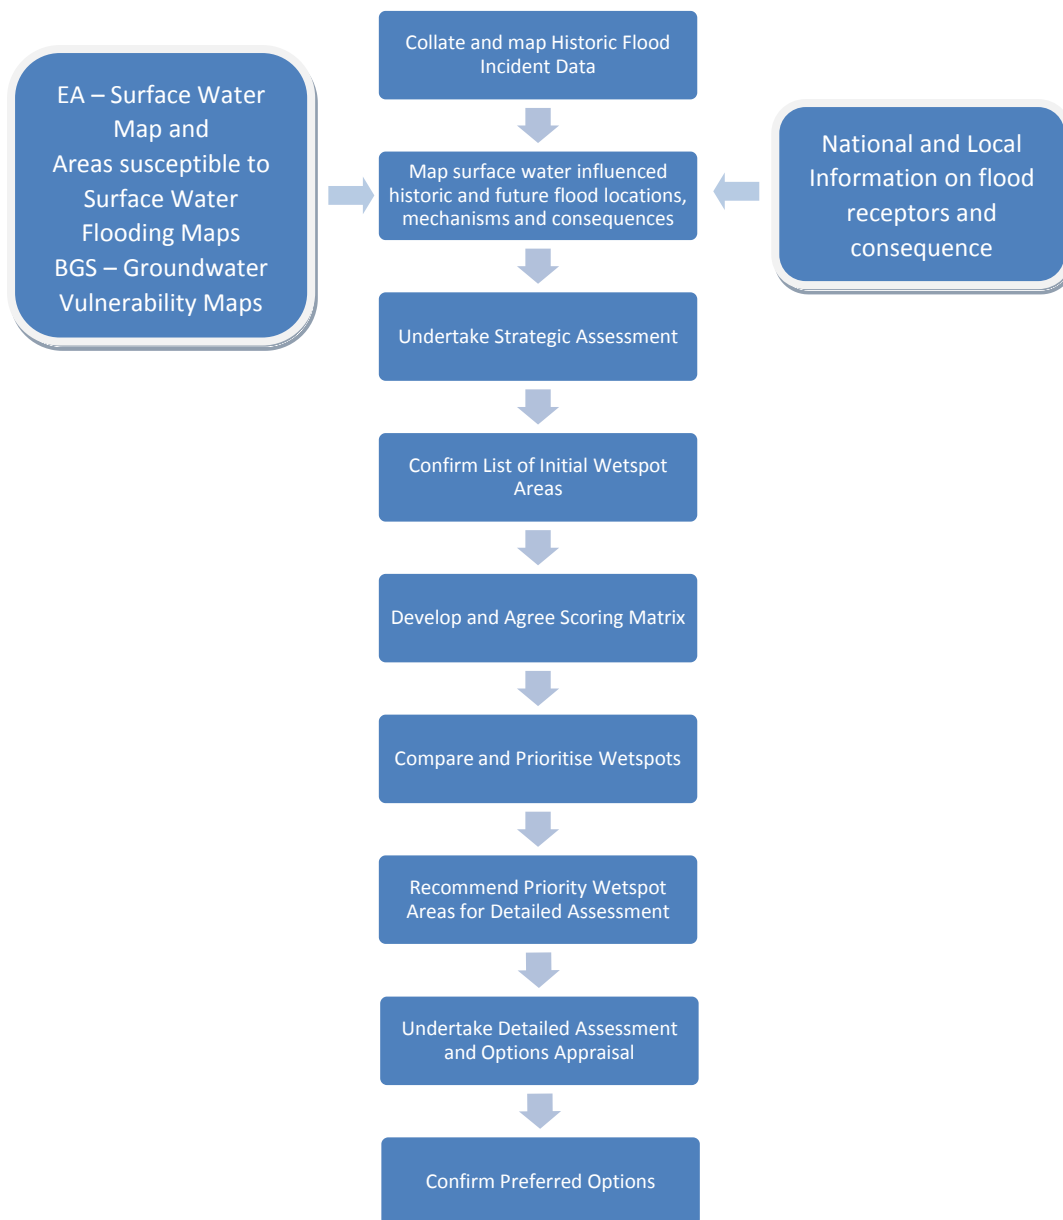 Collate and map Historic Flood
Incident Data
EA – Surface Water
Map and
Areas susceptible to
Surface Water
Flooding Maps
BGS – Groundwater
Vulnerability Maps
Map surface water influenced
historic and future flood locations,
mechanisms and consequences
National and Local
Information on flood
receptors and
consequence
Undertake Strategic Assessment
Confirm List of Initial Wetspot
Areas
Develop and Agree Scoring Matrix
Compare and Prioritise Wetspots
Recommend Priority Wetspot
Areas for Detailed Assessment
Undertake Detailed Assessment
and Options Appraisal
Confirm Preferred Options